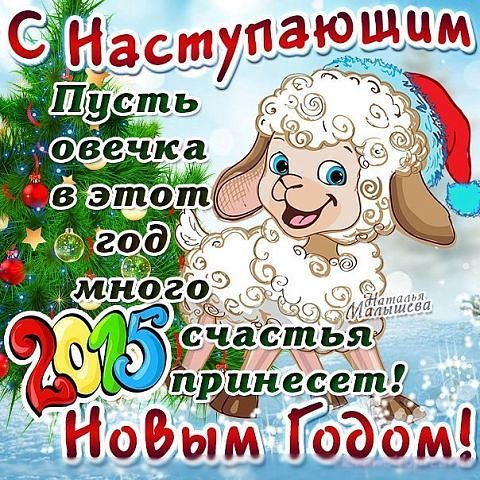 С Наступающим
Пусть
овечка
в этот
год
много
2015 счастья
принесет!
Наталья
Малышева
Новым Годом!